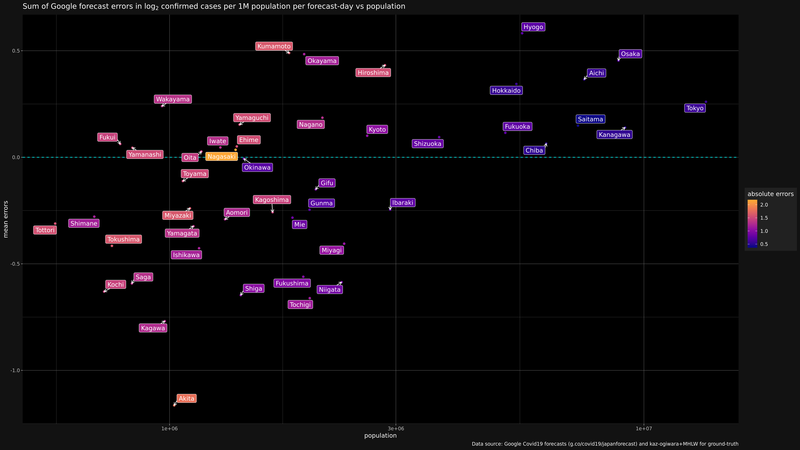 Sum of Google forecast errors in log2 confirmed cases per 1M population per forecast-day vs population
Hyogo
Kumamoto
Osaka
Okayama
0.5
Hiroshima
Aichi
Hokkaido
Wakayama
Tokyo
Yamaguchi
Saitama
Nagano
Fukuoka
Kyoto
Kanagawa
Fukui
Iwate
Ehime
Shizuoka
Chiba
Yamanashi
Oita
Nagasaki
0.0
Okinawa
Toyama
Gifu
absolute errors
2.0
1.5
1.0
0.5
Kagoshima
Gunma
Ibaraki
Miyazaki
Aomori
mean errors
Shimane
Mie
Tottori
Yamagata
Tokushima
Miyagi
Ishikawa
-0.5
Saga
Kochi
Fukushima
Shiga
Niigata
Tochigi
Kagawa
-1.0
Akita
1e+06
3e+06
1e+07
population
Data source: Google Covid19 forecasts (g.co/covid19/japanforecast) and kaz-ogiwara+MHLW for ground-truth